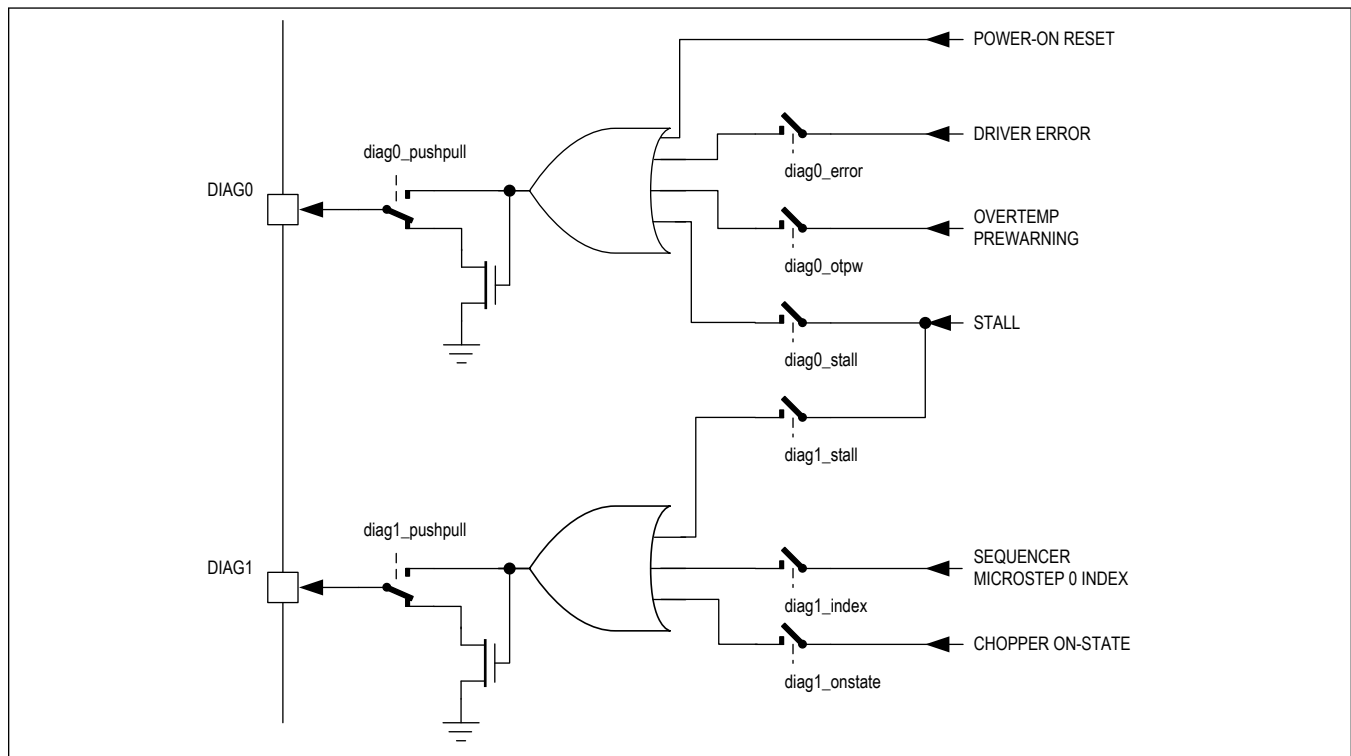 POWER-ON RESET
DRIVER ERROR
diag0_pushpull
diag0_error
DIAG0
OVERTEMP
PREWARNING
diag0_otpw
STALL
diag0_stall
diag1_stall
diag1_pushpull
DIAG1
SEQUENCER
MICROSTEP 0 INDEX
diag1_index
CHOPPER ON-STATE
diag1_onstate